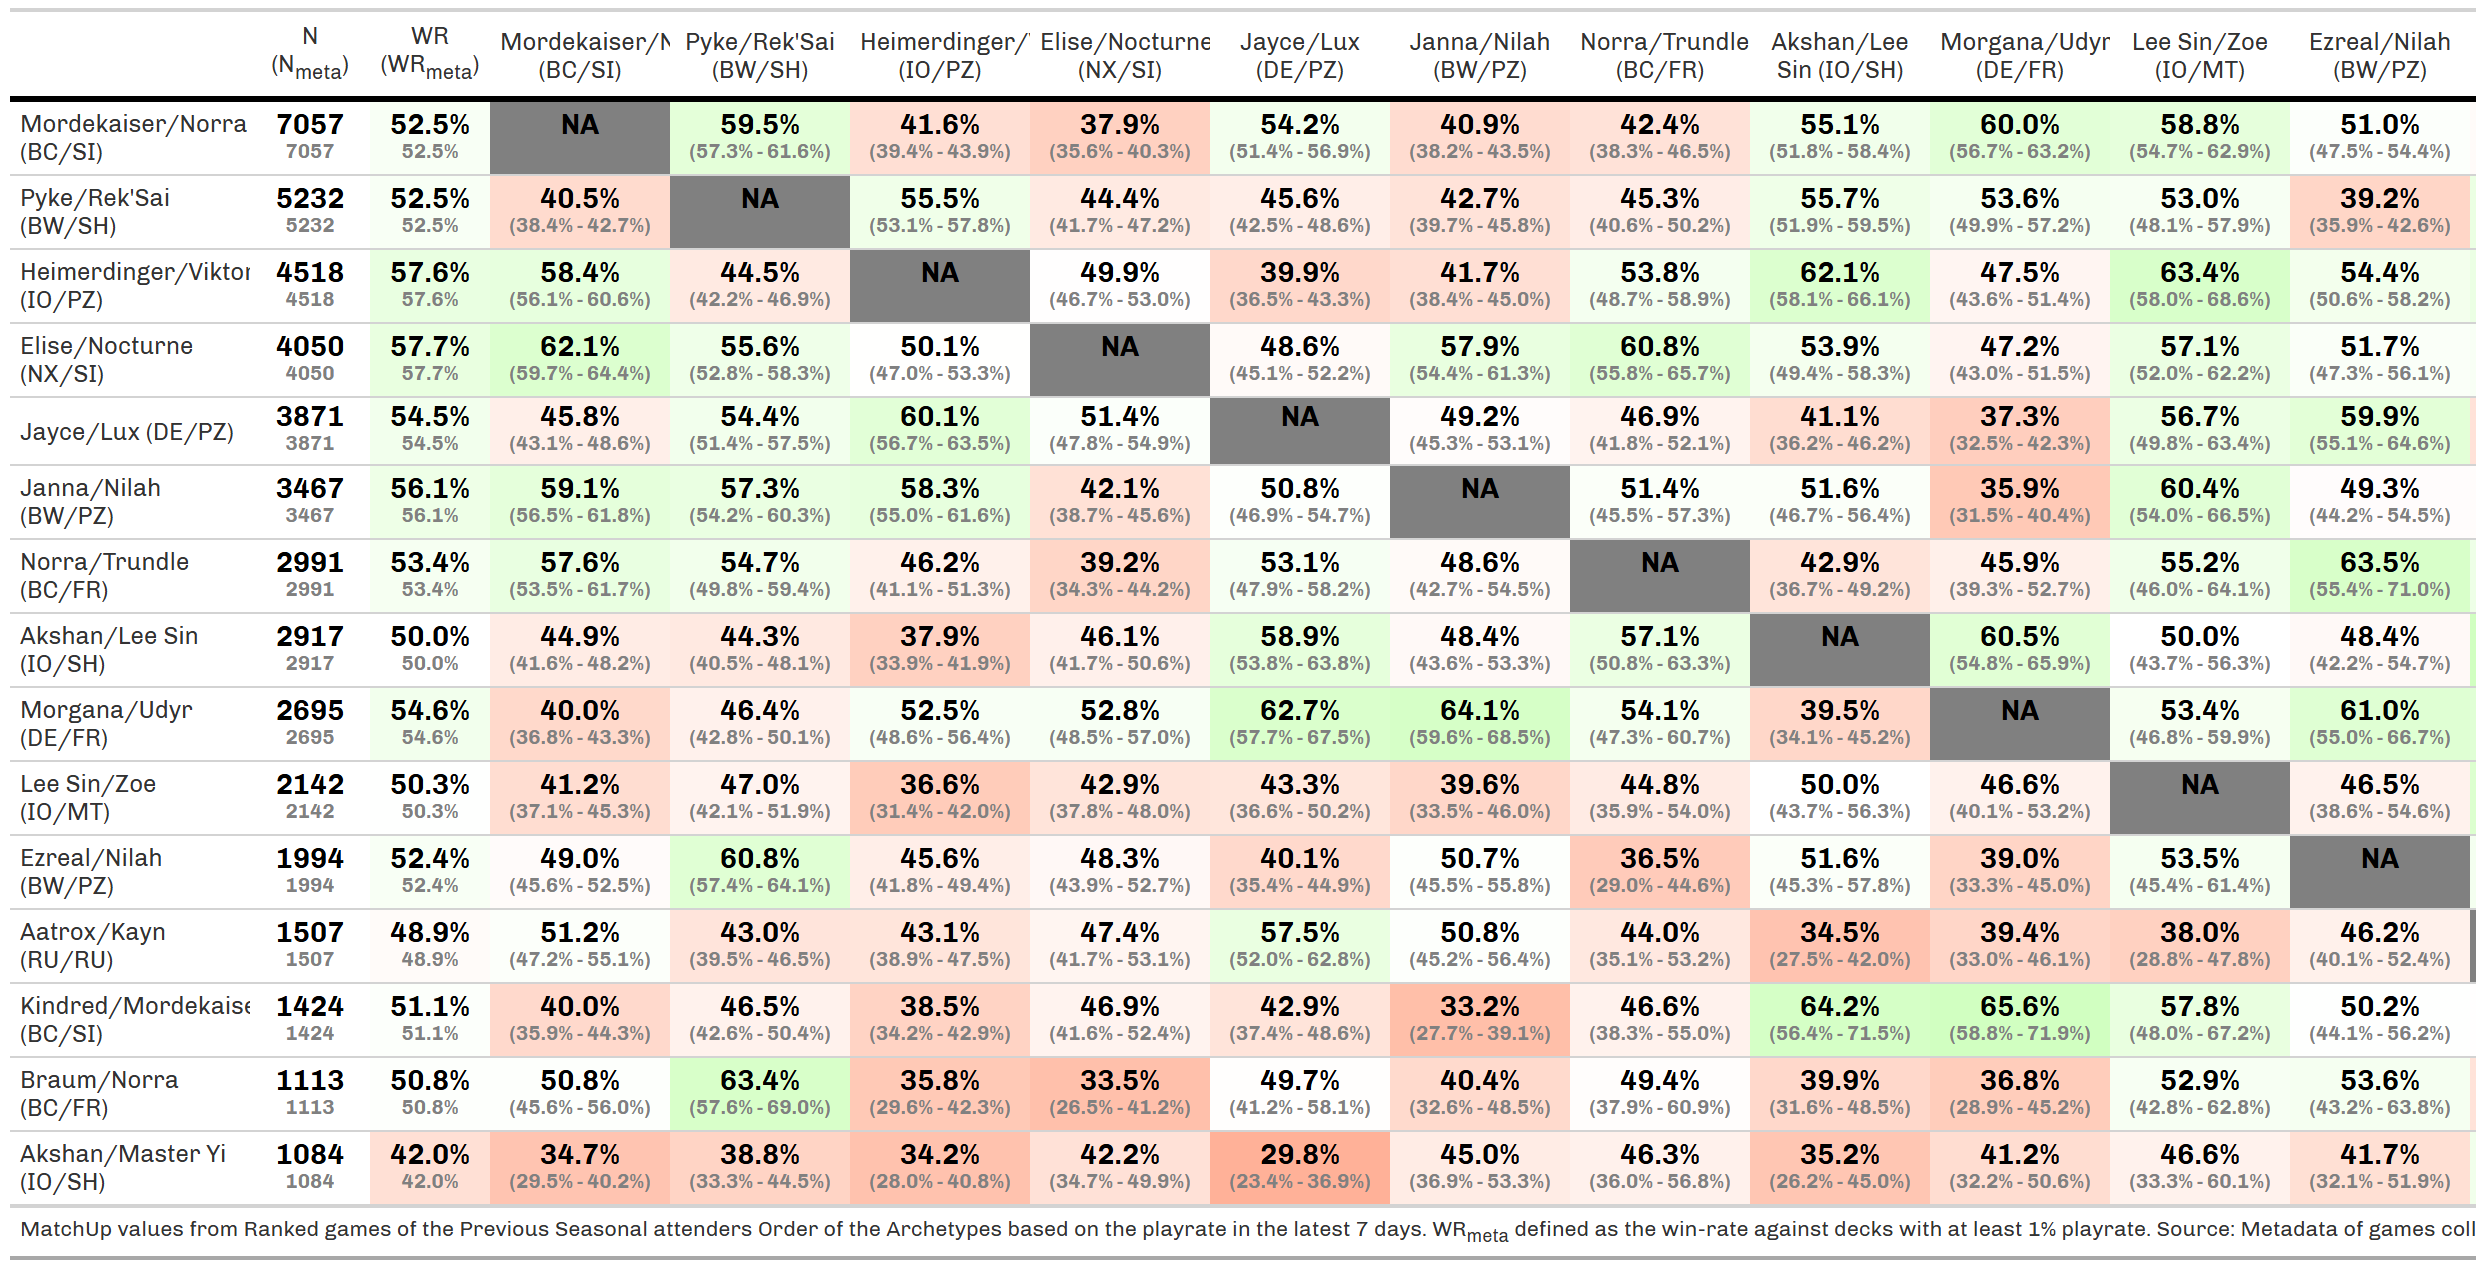 N WR Mordekaiser/N Pyke/Rek'Sai Heimerdinger/ Elise/Nocturne Jayce/Lux Janna/Nilah Norra/Trundle Akshan/Lee Morgana/Udyr Lee Sin/Zoe Ezreal/Nilah
(Nmeta) (WRmeta) (BC/SI) (BW/SH) (IO/PZ) (NX/SI) (DE/PZ) (BW/PZ) (BC/FR) Sin (IO/SH) (DE/FR) (IO/MT) (BW/PZ)
Mordekaiser/Norra 7057 52.5% NA 59.5% 41.6% 37.9% 54.2% 40.9% 42.4% 55.1% 60.0% 58.8% 51.0%
(BC/SI) 7057 52.5% (57.3% - 61.6%) (39.4% - 43.9%) (35.6% - 40.3%) (51.4% - 56.9%) (38.2% - 43.5%) (38.3% - 46.5%) (51.8% - 58.4%) (56.7% - 63.2%) (54.7% - 62.9%) (47.5% - 54.4%)
Pyke/Rek'Sai 5232 52.5% 40.5% NA 55.5% 44.4% 45.6% 42.7% 45.3% 55.7% 53.6% 53.0% 39.2%
(BW/SH) 5232 52.5% (38.4% - 42.7%) (53.1% - 57.8%) (41.7% - 47.2%) (42.5% - 48.6%) (39.7% - 45.8%) (40.6% - 50.2%) (51.9% - 59.5%) (49.9% - 57.2%) (48.1% - 57.9%) (35.9% - 42.6%)
Heimerdinger/Viktor 4518 57.6% 58.4% 44.5% NA 49.9% 39.9% 41.7% 53.8% 62.1% 47.5% 63.4% 54.4%
(IO/PZ) 4518 57.6% (56.1% - 60.6%) (42.2% - 46.9%) (46.7% - 53.0%) (36.5% - 43.3%) (38.4% - 45.0%) (48.7% - 58.9%) (58.1% - 66.1%) (43.6% - 51.4%) (58.0% - 68.6%) (50.6% - 58.2%)
Elise/Nocturne 4050 57.7% 62.1% 55.6% 50.1% NA 48.6% 57.9% 60.8% 53.9% 47.2% 57.1% 51.7%
(NX/SI) 4050 57.7% (59.7% - 64.4%) (52.8% - 58.3%) (47.0% - 53.3%) (45.1% - 52.2%) (54.4% - 61.3%) (55.8% - 65.7%) (49.4% - 58.3%) (43.0% - 51.5%) (52.0% - 62.2%) (47.3% - 56.1%)
Jayce/Lux (DE/PZ) 3871 54.5% 45.8% 54.4% 60.1% 51.4% NA 49.2% 46.9% 41.1% 37.3% 56.7% 59.9%
3871 54.5% (43.1% - 48.6%) (51.4% - 57.5%) (56.7% - 63.5%) (47.8% - 54.9%) (45.3% - 53.1%) (41.8% - 52.1%) (36.2% - 46.2%) (32.5% - 42.3%) (49.8% - 63.4%) (55.1% - 64.6%)
Janna/Nilah 3467 56.1% 59.1% 57.3% 58.3% 42.1% 50.8% NA 51.4% 51.6% 35.9% 60.4% 49.3%
(BW/PZ) 3467 56.1% (56.5% - 61.8%) (54.2% - 60.3%) (55.0% - 61.6%) (38.7% - 45.6%) (46.9% - 54.7%) (45.5% - 57.3%) (46.7% - 56.4%) (31.5% - 40.4%) (54.0% - 66.5%) (44.2% - 54.5%)
Norra/Trundle 2991 53.4% 57.6% 54.7% 46.2% 39.2% 53.1% 48.6% NA 42.9% 45.9% 55.2% 63.5%
(BC/FR) 2991 53.4% (53.5% - 61.7%) (49.8% - 59.4%) (41.1% - 51.3%) (34.3% - 44.2%) (47.9% - 58.2%) (42.7% - 54.5%) (36.7% - 49.2%) (39.3% - 52.7%) (46.0% - 64.1%) (55.4% - 71.0%)
Akshan/Lee Sin 2917 50.0% 44.9% 44.3% 37.9% 46.1% 58.9% 48.4% 57.1% NA 60.5% 50.0% 48.4%
(IO/SH) 2917 50.0% (41.6% - 48.2%) (40.5% - 48.1%) (33.9% - 41.9%) (41.7% - 50.6%) (53.8% - 63.8%) (43.6% - 53.3%) (50.8% - 63.3%) (54.8% - 65.9%) (43.7% - 56.3%) (42.2% - 54.7%)
Morgana/Udyr 2695 54.6% 40.0% 46.4% 52.5% 52.8% 62.7% 64.1% 54.1% 39.5% NA 53.4% 61.0%
(DE/FR) 2695 54.6% (36.8% - 43.3%) (42.8% - 50.1%) (48.6% - 56.4%) (48.5% - 57.0%) (57.7% - 67.5%) (59.6% - 68.5%) (47.3% - 60.7%) (34.1% - 45.2%) (46.8% - 59.9%) (55.0% - 66.7%)
Lee Sin/Zoe 2142 50.3% 41.2% 47.0% 36.6% 42.9% 43.3% 39.6% 44.8% 50.0% 46.6% NA 46.5%
(IO/MT) 2142 50.3% (37.1% - 45.3%) (42.1% - 51.9%) (31.4% - 42.0%) (37.8% - 48.0%) (36.6% - 50.2%) (33.5% - 46.0%) (35.9% - 54.0%) (43.7% - 56.3%) (40.1% - 53.2%) (38.6% - 54.6%)
Ezreal/Nilah 1994 52.4% 49.0% 60.8% 45.6% 48.3% 40.1% 50.7% 36.5% 51.6% 39.0% 53.5% NA
(BW/PZ) 1994 52.4% (45.6% - 52.5%) (57.4% - 64.1%) (41.8% - 49.4%) (43.9% - 52.7%) (35.4% - 44.9%) (45.5% - 55.8%) (29.0% - 44.6%) (45.3% - 57.8%) (33.3% - 45.0%) (45.4% - 61.4%)
Aatrox/Kayn 1507 48.9% 51.2% 43.0% 43.1% 47.4% 57.5% 50.8% 44.0% 34.5% 39.4% 38.0% 46.2%
(RU/RU) 1507 48.9% (47.2% - 55.1%) (39.5% - 46.5%) (38.9% - 47.5%) (41.7% - 53.1%) (52.0% - 62.8%) (45.2% - 56.4%) (35.1% - 53.2%) (27.5% - 42.0%) (33.0% - 46.1%) (28.8% - 47.8%) (40.1% - 52.4%)
Kindred/Mordekaise 1424 51.1% 40.0% 46.5% 38.5% 46.9% 42.9% 33.2% 46.6% 64.2% 65.6% 57.8% 50.2%
(BC/SI) 1424 51.1% (35.9% - 44.3%) (42.6% - 50.4%) (34.2% - 42.9%) (41.6% - 52.4%) (37.4% - 48.6%) (27.7% - 39.1%) (38.3% - 55.0%) (56.4% - 71.5%) (58.8% - 71.9%) (48.0% - 67.2%) (44.1% - 56.2%)
Braum/Norra 1113 50.8% 50.8% 63.4% 35.8% 33.5% 49.7% 40.4% 49.4% 39.9% 36.8% 52.9% 53.6%
(BC/FR) 1113 50.8% (45.6% - 56.0%) (57.6% - 69.0%) (29.6% - 42.3%) (26.5% - 41.2%) (41.2% - 58.1%) (32.6% - 48.5%) (37.9% - 60.9%) (31.6% - 48.5%) (28.9% - 45.2%) (42.8% - 62.8%) (43.2% - 63.8%)
Akshan/Master Yi 1084 42.0% 34.7% 38.8% 34.2% 42.2% 29.8% 45.0% 46.3% 35.2% 41.2% 46.6% 41.7%
(IO/SH) 1084 42.0% (29.5% - 40.2%) (33.3% - 44.5%) (28.0% - 40.8%) (34.7% - 49.9%) (23.4% - 36.9%) (36.9% - 53.3%) (36.0% - 56.8%) (26.2% - 45.0%) (32.2% - 50.6%) (33.3% - 60.1%) (32.1% - 51.9%)
MatchUp values from Ranked games of the Previous Seasonal attenders Order of the Archetypes based on the playrate in the latest 7 days. WRmeta defined as the win-rate against decks with at least 1% playrate. Source: Metadata of games coll